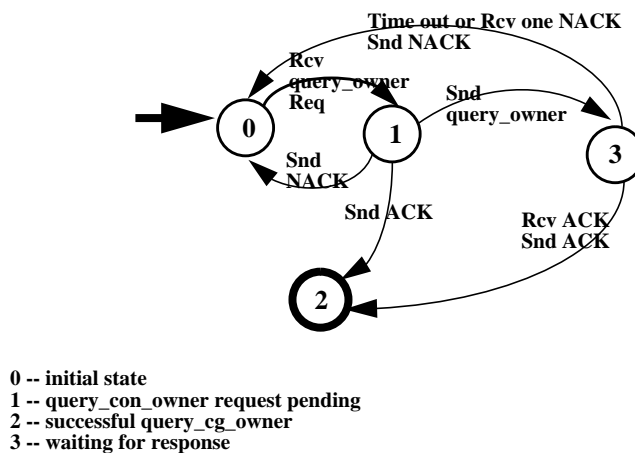 Time out or Rcv one NACK
Snd NACK
Rcv
query_owner
Req
Snd
query_owner
0
1
3
Snd
NACK
Snd ACK
Rcv ACK
Snd ACK
2
0 -- initial state
1 -- query_con_owner request pending
2 -- successful query_cg_owner
3 -- waiting for response